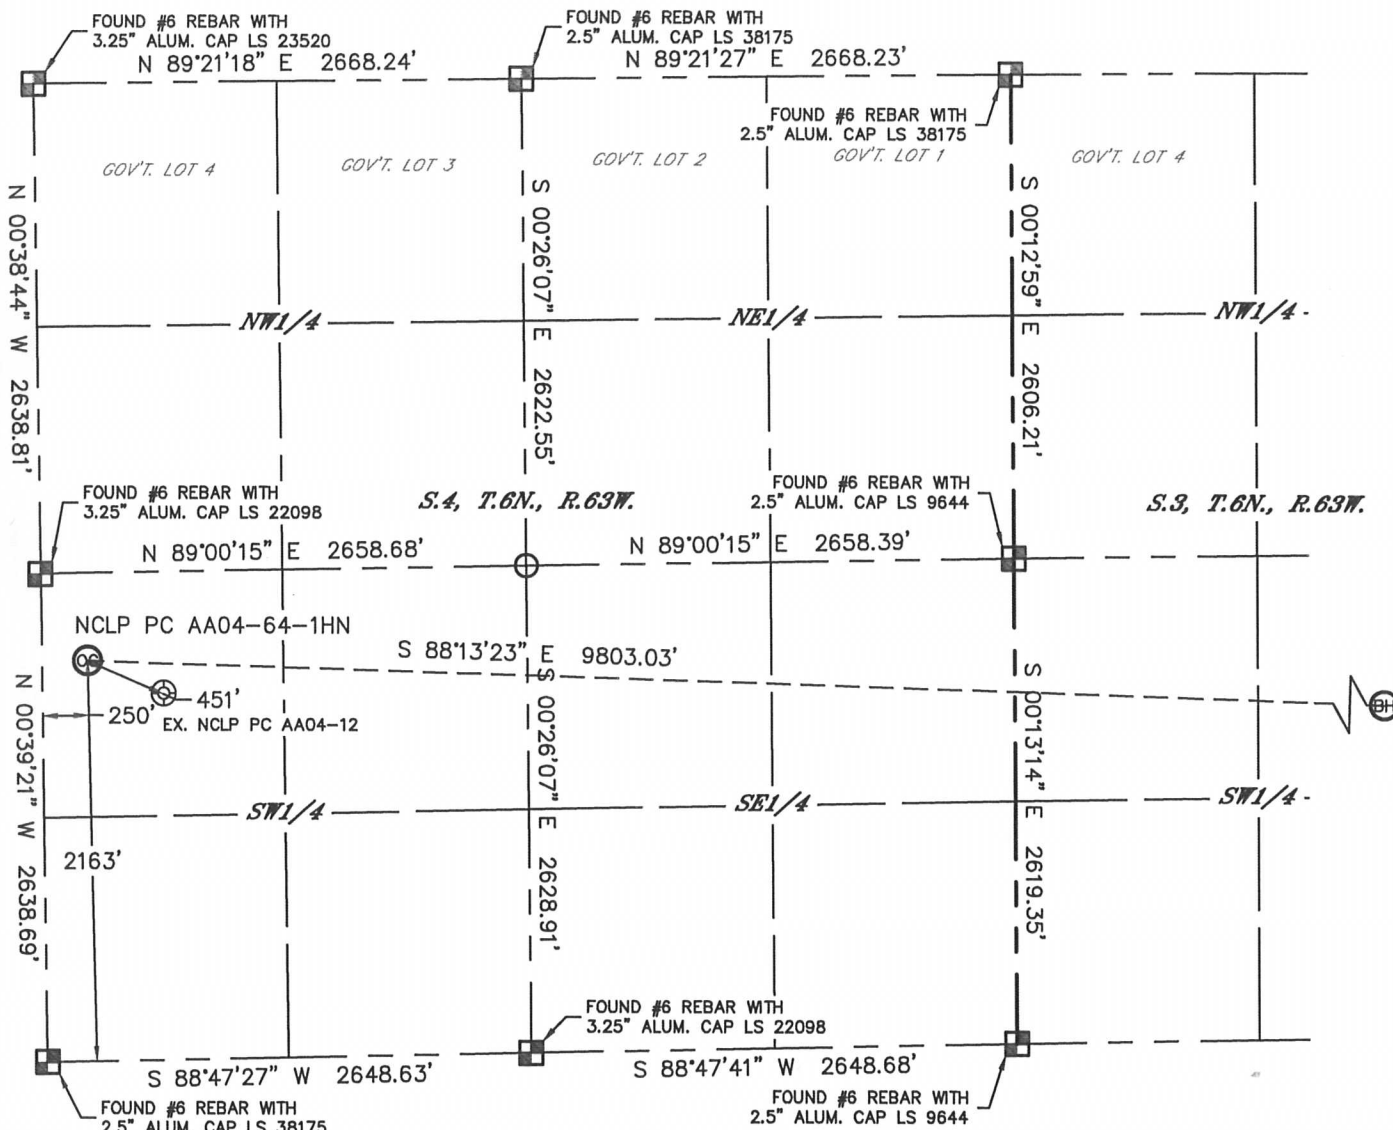 FOUND #6 REBAR WITH
3.25" ALUM. CAP LS 23520
FOUND #6 REBAR WITH
2.5" ALUM. CAP LS 38175
N 89°21'18" E 2668.24'
N 89°21'27" E 2668.23'
FOUND #6 REBAR WITH
2.5" ALUM. CAP LS 38175
GOV'T. LOT 4
GOV'T. LOT 3
GOV'T. LOT 2
GOV'T. LOT 1
GOV'T. LOT 4
N 00°38'44" W 2638.81'
S 00°26'07" E 2622.55'
S 00°12'59" E 2606.21'
NW1/4
NE1/4
NW1/4
FOUND #6 REBAR WITH
3.25" ALUM. CAP LS 22098
S.4, T.6N., R.63W.
FOUND #6 REBAR WITH
2.5" ALUM. CAP LS 9644
S.3, T.6N., R.63W.
N 89°00'15" E 2658.68'
N 89°00'15" E 2658.39'
NCLP PC AA04-64-1HN
S 88°13'23" E 9803.03'
OG
451'
250'
EX. NCLP PC AA04-12
BH
N 00°39'21" W 2638.69'
S 00°26'07" E 2628.91'
S 00°13'14" E 2619.35'
SW1/4
SE1/4
SW1/4
2163'
FOUND #6 REBAR WITH
3.25" ALUM. CAP LS 22098
S 88°47'27" W 2648.63'
S 88°47'41" W 2648.68'
FOUND #6 REBAR WITH
2.5" ALUM. CAP LS 38175
FOUND #6 REBAR WITH
2.5" ALUM. CAP LS 9644